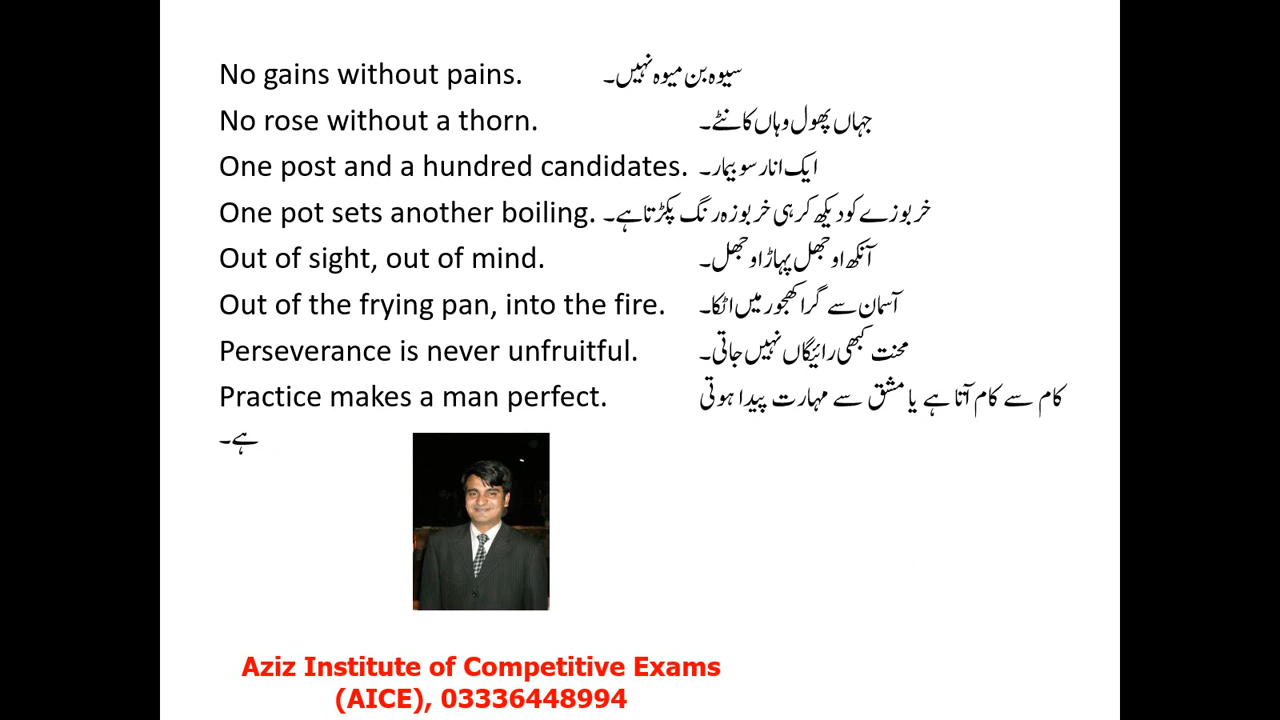 No gains without pains. سیوہ بن میوہ نہیں۔
No rose without a thorn. جہاں پھول وہاں کانٹے۔
One post and a hundred candidates. ایک انار سو بیمار۔
One pot sets another boiling. خربوزے کو دیکھ کر ہی خربوزہ رنگ پکڑتا ہے۔
Out of sight, out of mind. آنکھ اوجھل پہاڑ اوجھل۔
Out of the frying pan, into the fire. آسمان سے گرا کھجور میں اٹکا۔
Perseverance is never unfruitful. محنت کبھی رائیگاں نہیں جاتی۔
Practice makes a man perfect. کام سے کام آتا ہے یا مشق سے مہارت پیدا ہوتی
ہے۔
Aziz Institute of Competitive Exams
(AICE), 03336448994